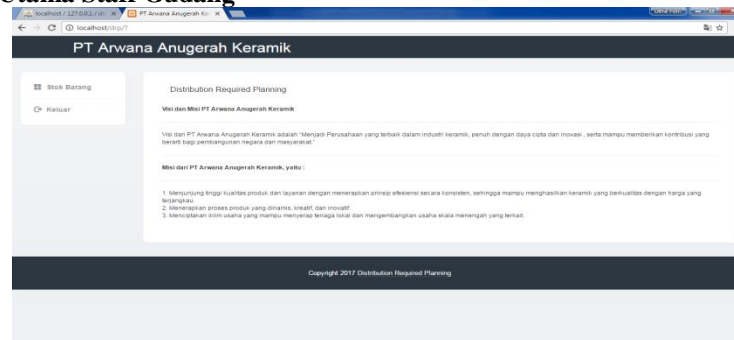 Utama Staff Gudang
localhost / 127.0.0.1 / dr
PT Arwana Anugerah Ke
localhost/drp/?
PT Arwana Anugerah Keramik
Stok Barang
Keluar
Distribution Required Planning
Visi dan Misi PT Arwana Anugerah Keramik
Visi dan PT Arwana Anugerah Keramik adalah "Menjadi Perusahaan yang terbaik dalam industri keramik, penuh dengan daya cipta dan inovasi , serta mampu memberikan kontribusi yang
berarti bagi pembangunan negara dan masyarakat."
Misi dari PT Arwana Anugerah Keramik, yaitu :
1. Menjunjung tinggi kualitas produk dan layanan dengan menerapkan prinsip efesiensi secara konsisten, sehingga mampu menghasilkan keramik yang berkualitas dengan harga yang
terjangkau.
2. Menerapkan proses produk yang dinamis, kreatif, dan inovatif.
3. Menciptakan iklim usaha yang mampu menyerap tenaga lokal dan mengembangkan usaha skala menengah yang terkait.
Copyright 2017 Distribution Required Planning